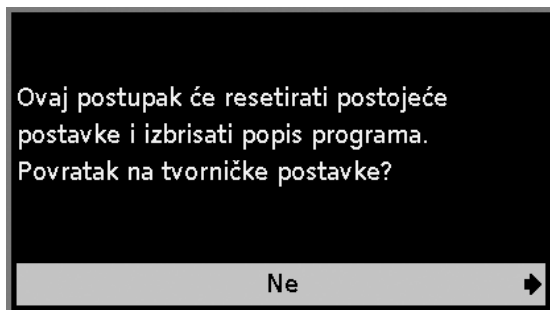 Ovaj postupak će resetirati postojeće
postavke i izbrisati popis programa.
Povratak na tvorničke postavke?
Ne